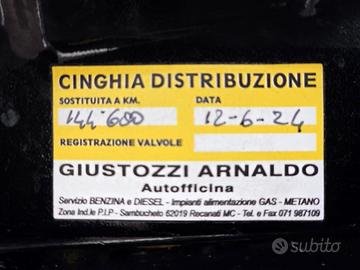 CINGHIA DISTRIBUZIONE
SOSTITUITA A KM. DATA
144.600 12-6-24
REGISTRAZIONE VALVOLE
GIUSTOZZI ARNALDO
Autofficina
Servizio BENZINA e DIESEL - Impianti alimentazione GAS - METANO
Zona Ind.le P.I.P - Sambucheto 62019 Recanati MC - Tel. e Fax 071 987109
subito